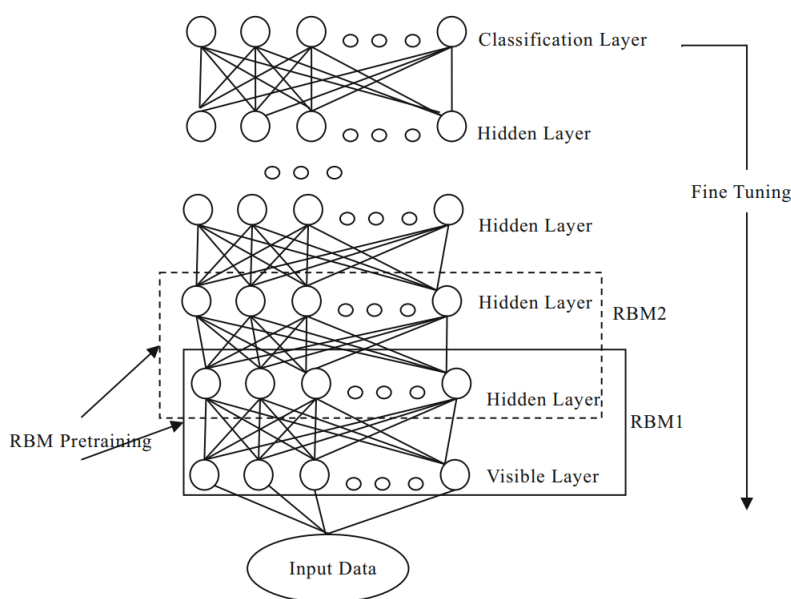 Classification Layer
Hidden Layer
Fine Tuning
Hidden Layer
Hidden Layer
RBM2
Hidden Layer
RBM1
RBM Pretraining
Visible Layer
Input Data